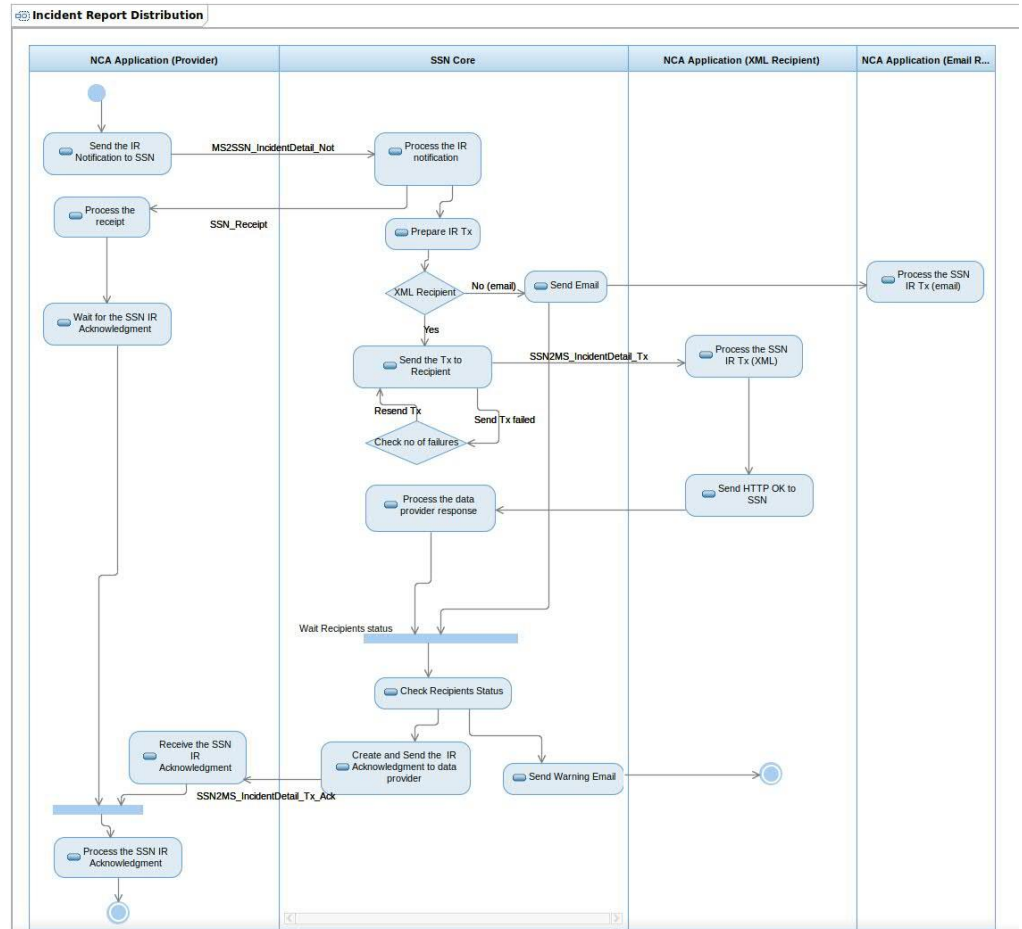 Incident Report Distribution
NCA Application (Provider)
SSN Core
NCA Application (XML Recipient)
NCA Application (Email R...
Send the IR
Notification to SSN
MS2SSN_IncidentDetail_Not
Process the IR
notification
Process the
receipt
SSN_Receipt
Prepare IR Tx
XML Recipient
No (email)
Send Email
Process the SSN
IR Tx (email)
Wait for the SSN IR
Acknowledgment
Yes
Send the Tx to
Recipient
SSN2MS_IncidentDetail_Tx
Process the SSN
IR Tx (XML)
Resend Tx
Send Tx failed
Check no of failures
Process the data
provider response
Send HTTP OK to
SSN
Wait Recipients status
Check Recipients Status
Receive the SSN
IR
Acknowledgment
Create and Send the IR
Acknowledgment to data
provider
Send Warning Email
SSN2MS_IncidentDetail_Tx_Ack
Process the SSN IR
Acknowledgment